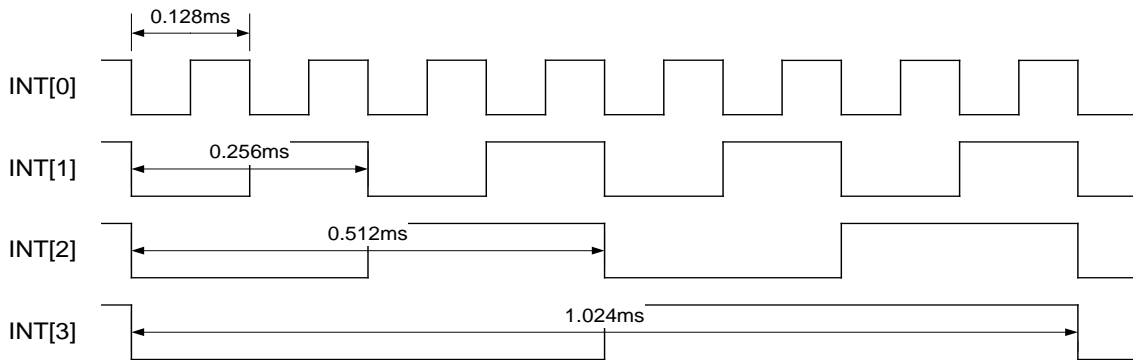 0.128ms
INT[0]
INT[1]
0.256ms
INT[2]
0.512ms
INT[3]
1.024ms